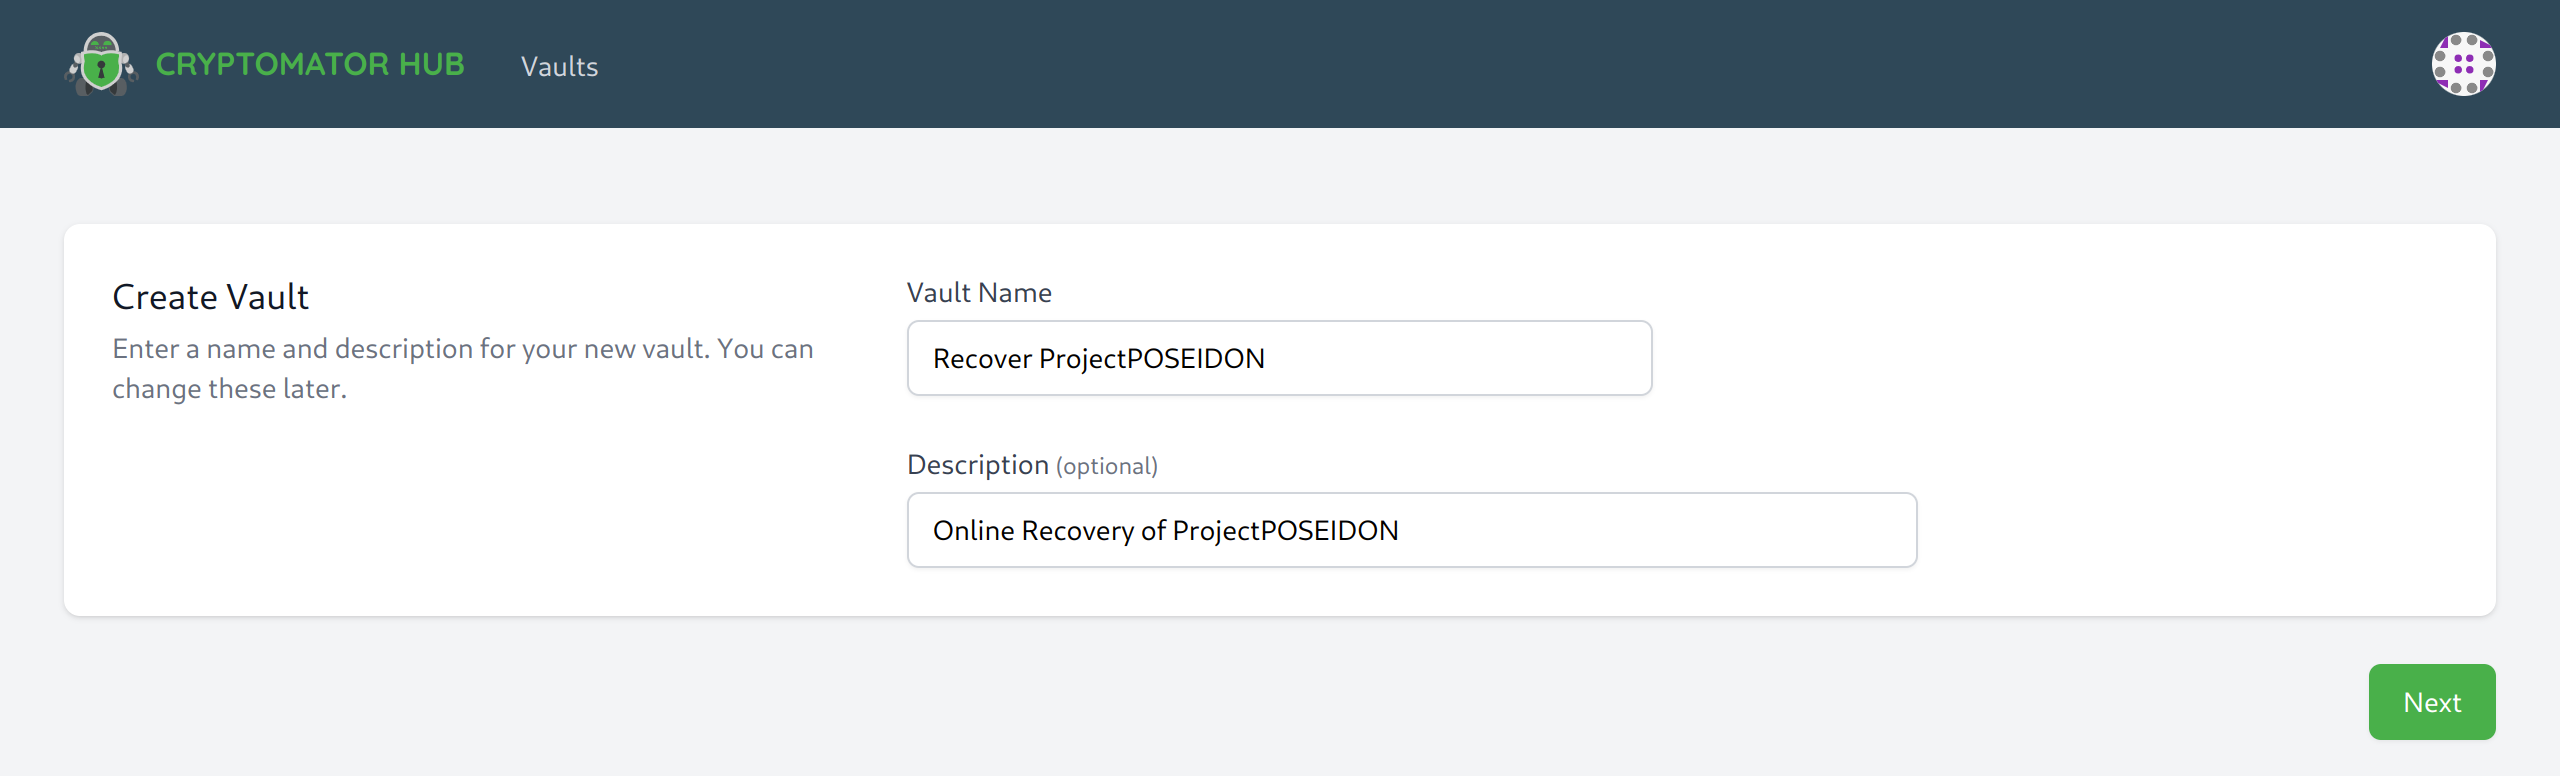 CRYPTOMATOR HUB
Vaults
Create Vault
Enter a name and description for your new vault. You can
change these later.
Vault Name
Recover ProjectPOSEIDON
Description (optional)
Online Recovery of ProjectPOSEIDON
Next